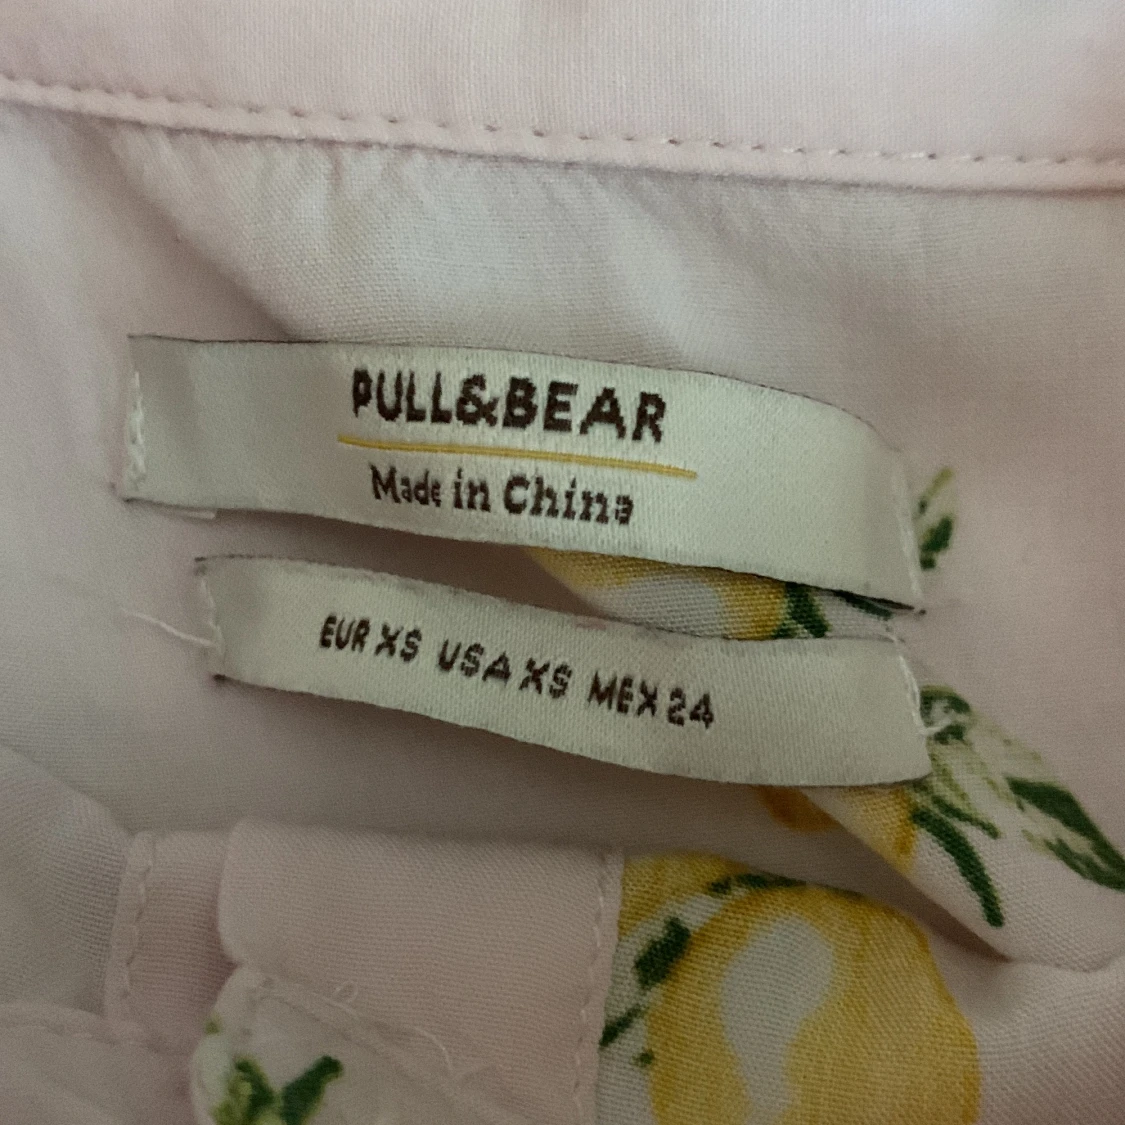 PULL&BEAR
Made in China
EUR XS USA XS MEX 24